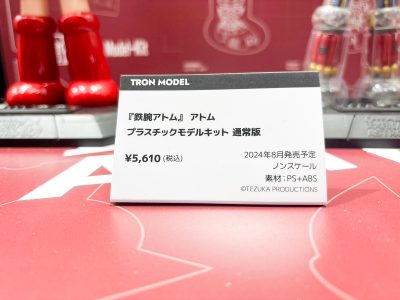 TRON MODEL
『鉄腕アトム』 アトム
プラスチックモデルキット 通常版
¥5,610(税込)
2024年8月発売予定
ノンスケール
素材:PS+ABS
©TEZUKA PRODUCTIONS